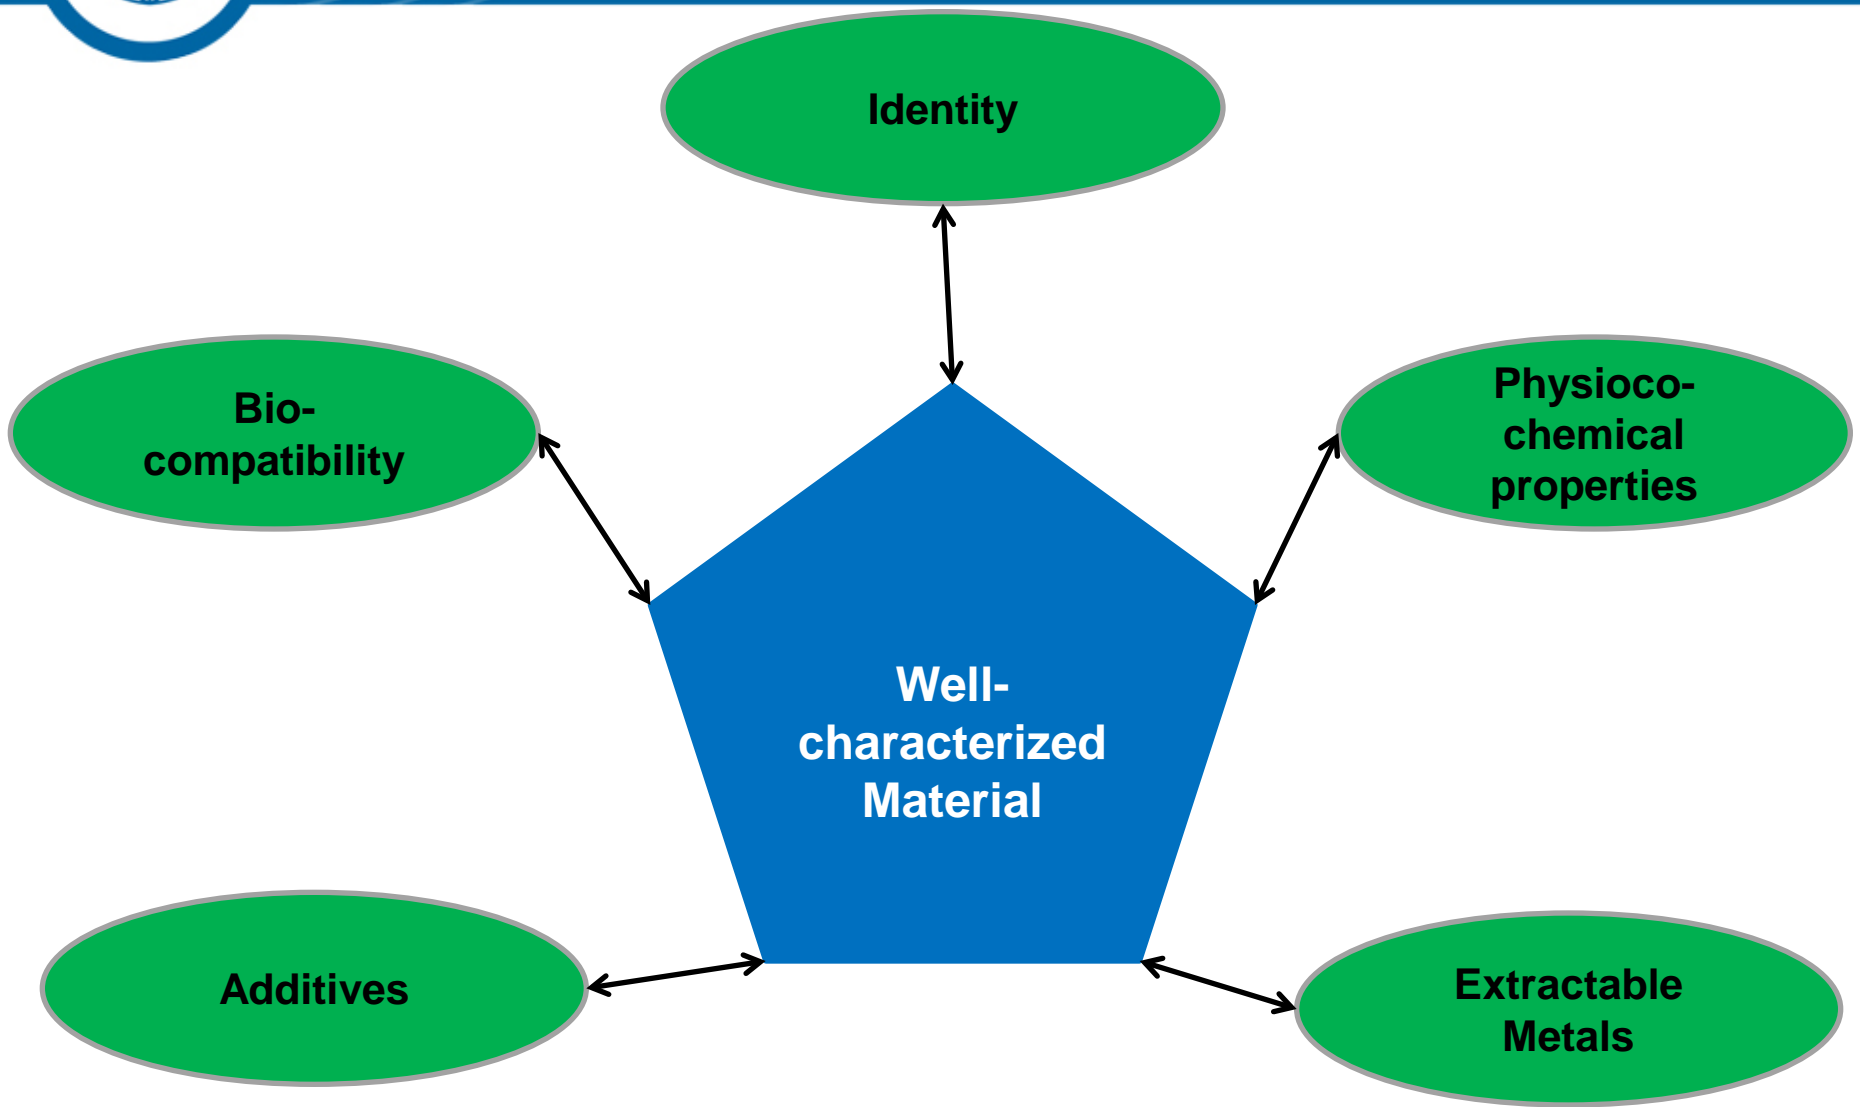 Identity
Bio-
compatibility
Physioco-
chemical
properties
Well-
characterized
Material
Additives
Extractable
Metals